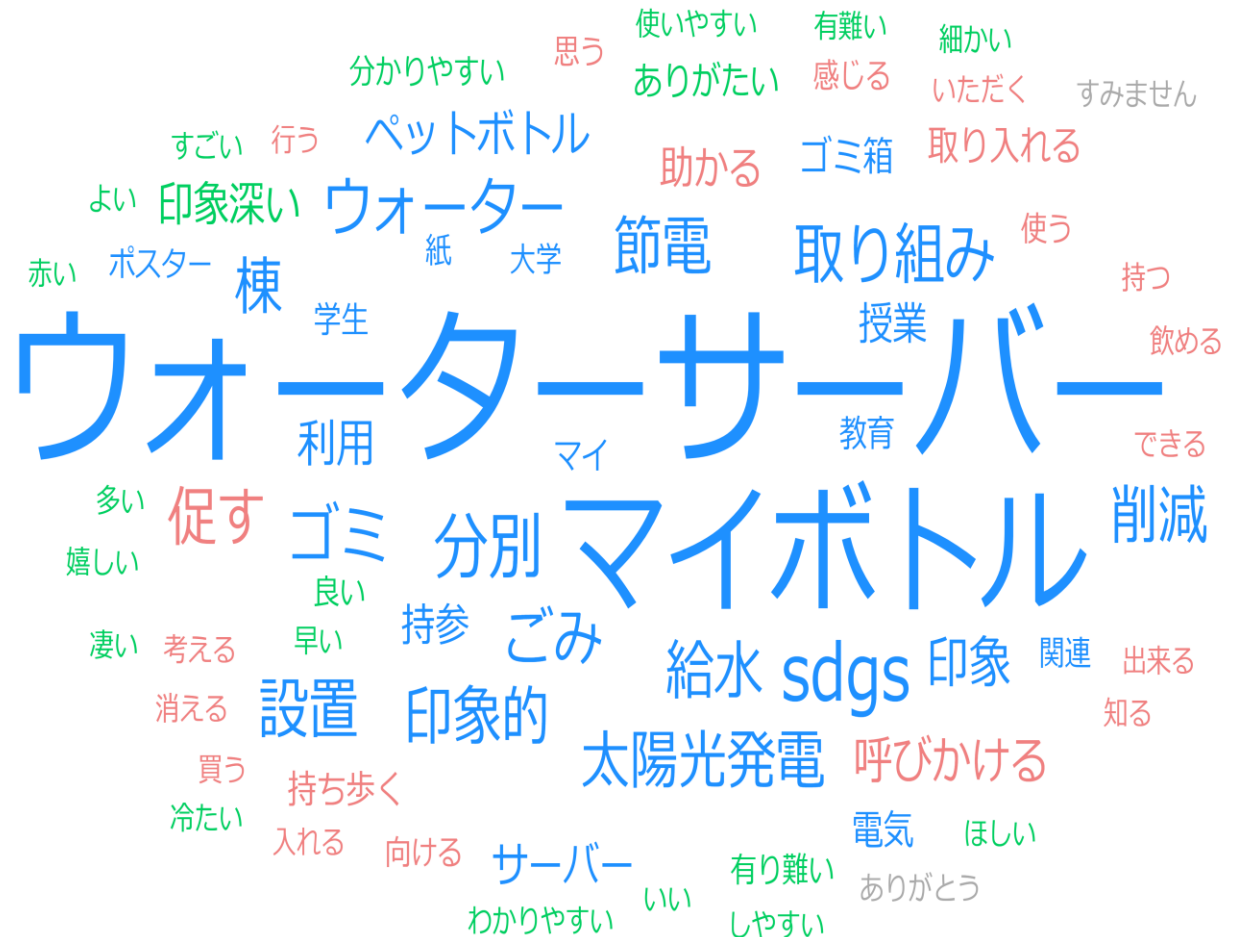 使いやすい 有難い 細かい
分かりやすい 思う ありがたい 感じる いただく すみません
すごい 行う ペットボトル 助かる ゴミ箱 取り入れる
よい 印象深い ウォーター 節電 取り組み 使う
赤い ポスター 棟 紙 大学 持つ
学生 授業 飲める
ウォーターサーバー
利用 マイ 教育 できる
多い 促す ゴミ 分別 マイボトル 削減
嬉しい 良い
凄い 考える 早い 持参 ごみ 給水 sdgs 印象 関連 出来る
消える 設置 印象的 知る
買う 持ち歩く 太陽光発電 呼びかける
冷たい 入れる 向ける 電気 ほしい
サーバー 有り難い ありがとう
わかりやすい いい しやすい